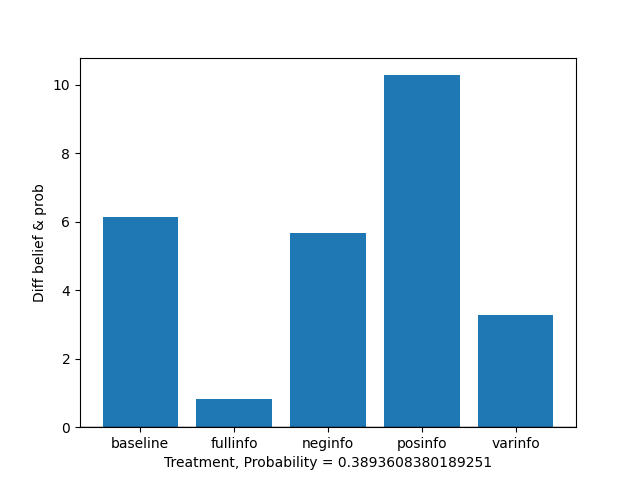 10
8
6
4
2
0
Diff belief & prob
baseline fullinfo neginfo posinfo varinfo
Treatment, Probability = 0.3893608380189251